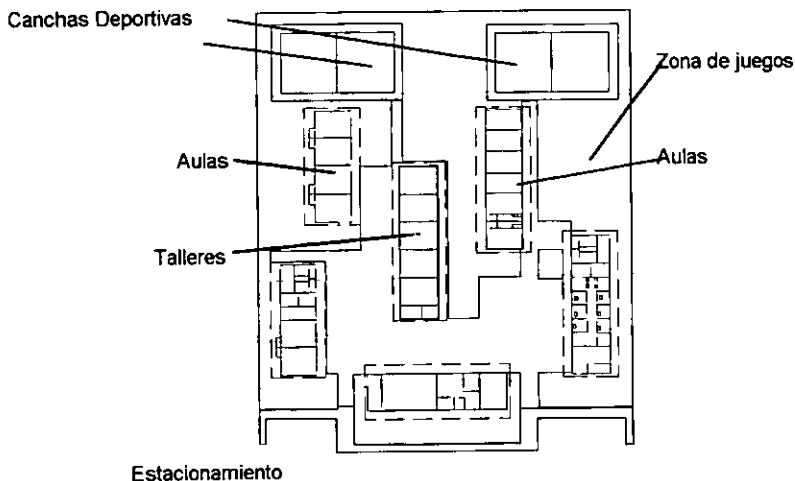 Canchas Deportivas
Zona de juegos
Aulas
Aulas
Talleres
Estacionamiento